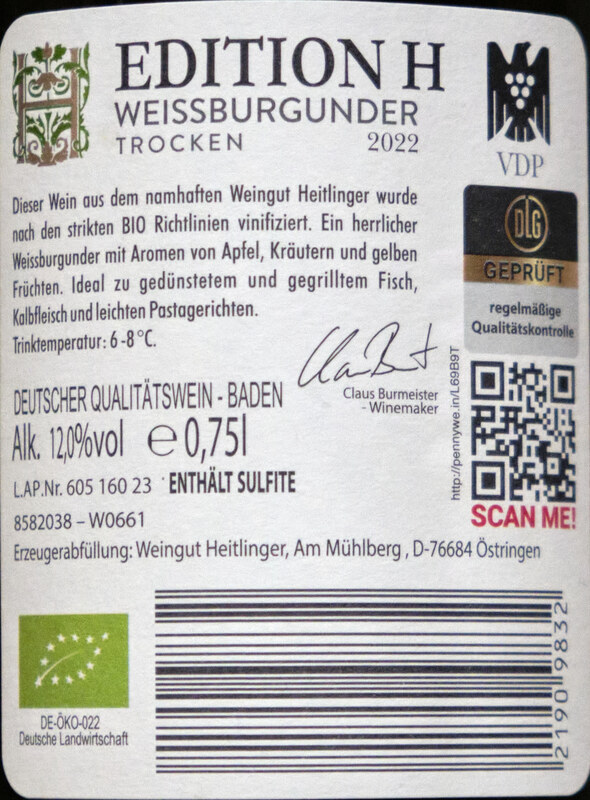 EDITION H
WEISSBURGUNDER
TROCKEN 2022
VDP
Dieser Wein aus dem namhaften Weingut Heitlinger wurde
nach den strikten BIO Richtlinien vinifiziert. Ein herrlicher
Weissburgunder mit Aromen von Apfel, Kräutern und gelben
Früchten. Ideal zu gedünstetem und gegrilltem Fisch,
Kalbfleisch und leichten Pastagerichten.
Trinktemperatur: 6-8°C.
DLG
GEPRÜFT
regelmäßige
Qualitätskontrolle
Claus Burmeister
- Winemaker
http://pennywe.in/L69B9T
SCAN ME!
DEUTSCHER QUALITÄTSWEIN - BADEN
Alk. 12,0%vol e 0,75l
L.AP.Nr. 605 160 23 ENTHÄLT SULFITE
8582038 – W0661
Erzeugerabfüllung: Weingut Heitlinger, Am Mühlberg , D-76684 Östringen
DE-ÖKO-022
Deutsche Landwirtschaft
2190 9832